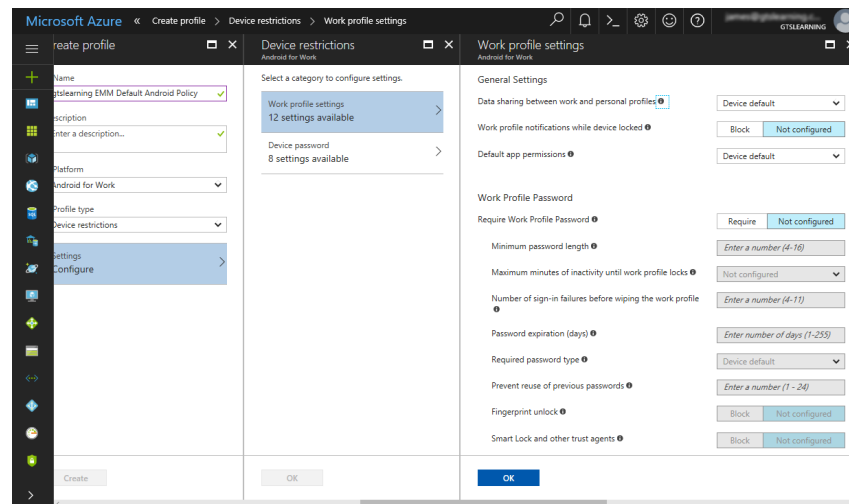 Microsoft Azure « Create profile > Device restrictions > Work profile settings
GTSLEARNING
reate profile
Name
gtslearning EMM Default Android Policy
escription
Enter a description...
Platform
Android for Work
Profile type
Device restrictions
Settings
Configure
Create
Device restrictions
Android for Work
Select a category to configure settings.
Work profile settings
12 settings available
Device password
8 settings available
OK
Work profile settings
Android for Work
General Settings
Data sharing between work and personal profiles Device default
Work profile notifications while device locked Block Not configured
Default app permissions Device default
Work Profile Password
Require Work Profile Password Require Not configured
Minimum password length Enter a number (4-16)
Maximum minutes of inactivity until work profile locks Not configured
Number of sign-in failures before wiping the work profile Enter a number (4-11)
Password expiration (days) Enter number of days (1-255)
Required password type Device default
Prevent reuse of previous passwords Enter a number (1 - 24)
Fingerprint unlock Block Not configured
Smart Lock and other trust agents Block Not configured
OK